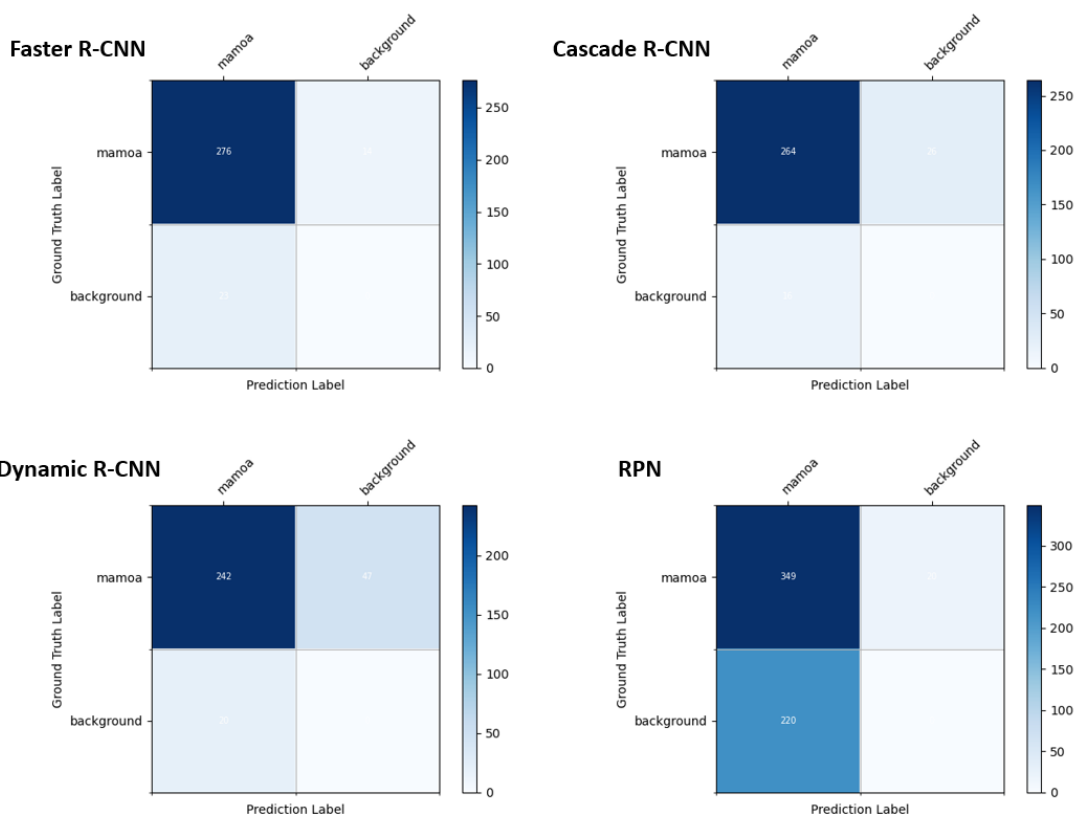 Faster R-CNN
mamoa
background
mamoa
276
background
Ground Truth Label
Prediction Label
250
200
150
100
50
0
Cascade R-CNN
mamoa
background
mamoa
264
background
Ground Truth Label
Prediction Label
250
200
150
100
50
0
Dynamic R-CNN
mamoa
background
mamoa
242
47
background
Ground Truth Label
Prediction Label
200
150
100
50
0
RPN
mamoa
background
mamoa
349
background
220
Ground Truth Label
Prediction Label
300
250
200
150
100
50
0